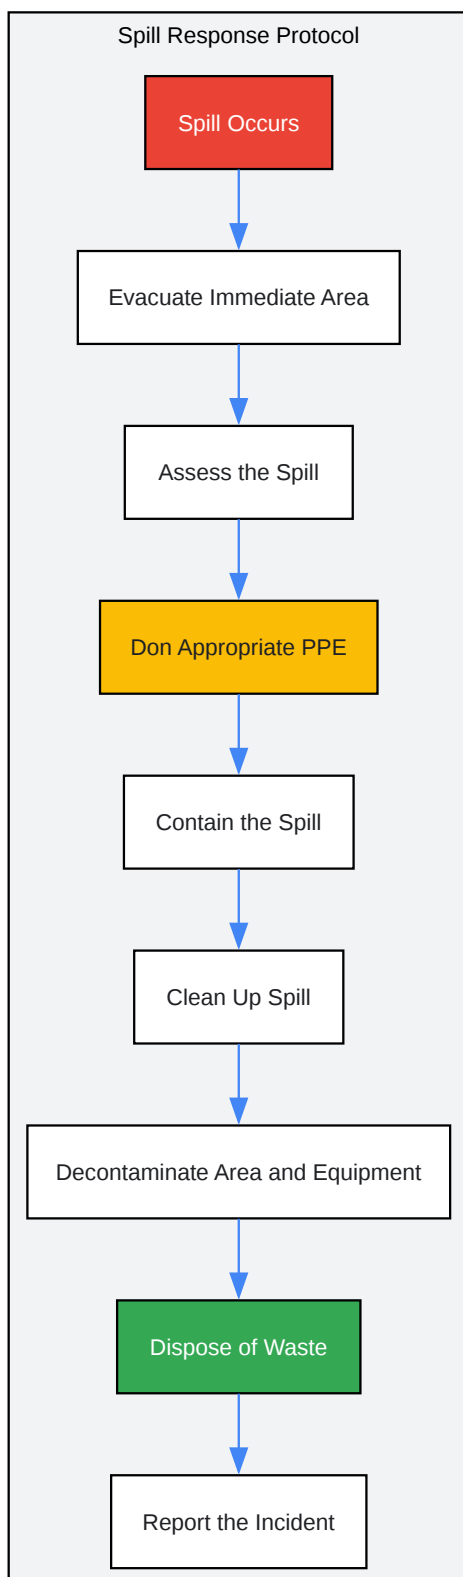 Spill Response Protocol
Spill Occurs
Evacuate Immediate Area
Assess the Spill
Don Appropriate PPE
Contain the Spill
Clean Up Spill
Decontaminate Area and Equipment
Dispose of Waste
Report the Incident